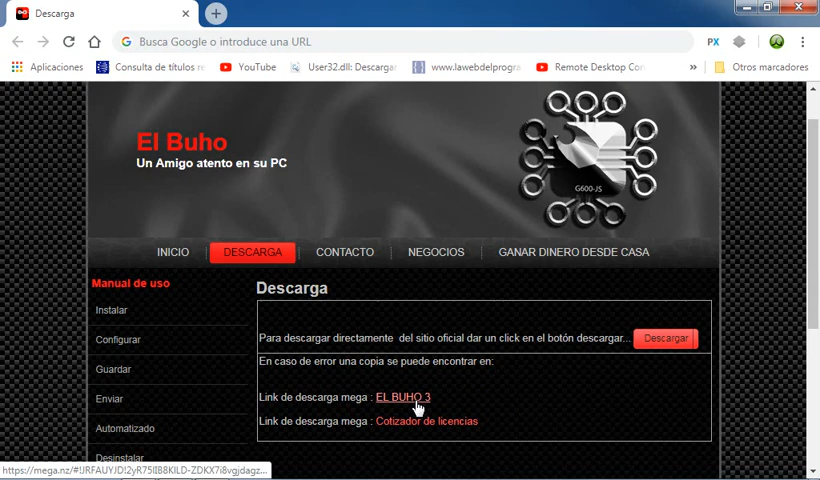 Descarga
Busca Google o introduce una URL
PX
Aplicaciones
Consulta de títulos re
YouTube
User32.dll: Descargar
www.lawebdelprogra
Remote Desktop Con
»
Otros marcadores
El Buho
Un Amigo atento en su PC
G600-JS
INICIO
DESCARGA
CONTACTO
NEGOCIOS
GANAR DINERO DESDE CASA
Manual de uso
Instalar
Configurar
Guardar
Enviar
Automatizado
Desinstalar
Descarga
Para descargar directamente del sitio oficial dar un click en el botón descargar... Descargar
En caso de error una copia se puede encontrar en:
Link de descarga mega : EL BUHO 3
Link de descarga mega : Cotizador de licencias